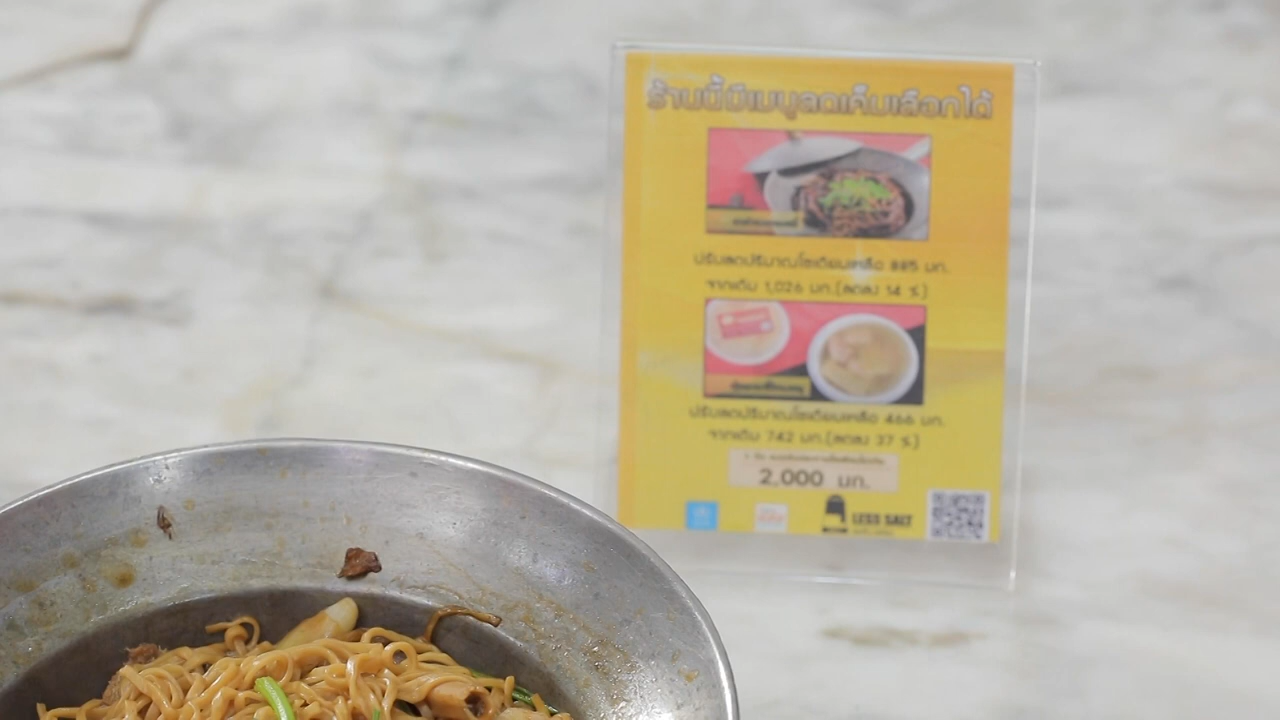 ร้านนี้มีเมนูลดเค็มเลือกได้
ปรับลดปริมาณโซเดียมเหลือ 885 มก.
จากเดิม 1,026 มก.(ลดลง 14 %)
ปรับลดปริมาณโซเดียมเหลือ 466 มก.
จากเดิม 742 มก.(ลดลง 37 %)
2,000 มก.
LESS SALT